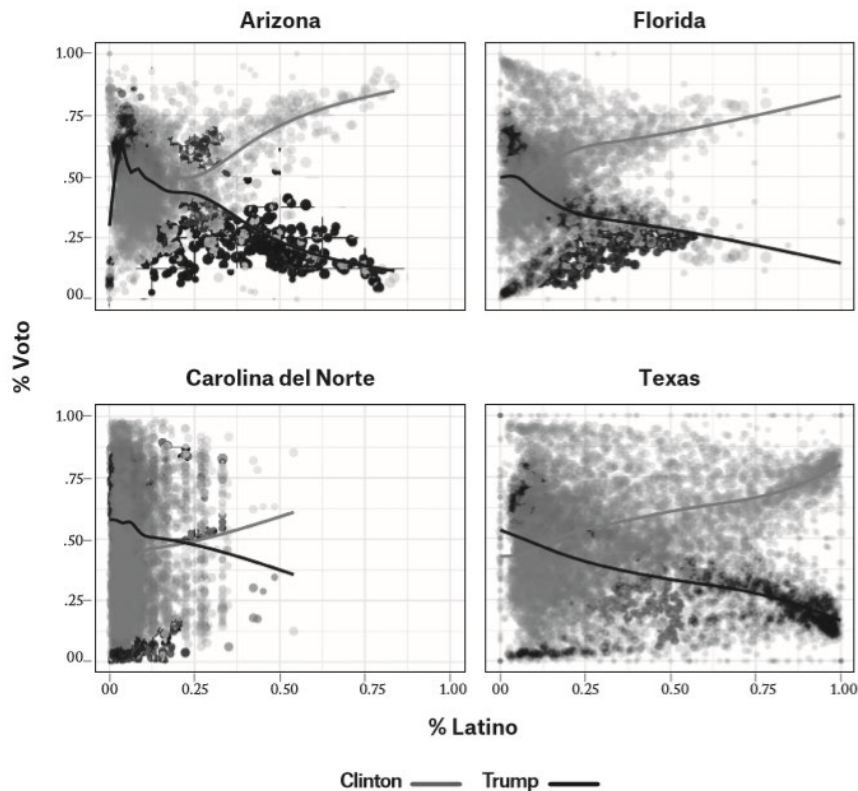 Arizona
Florida
1.00
.75
.50
.25
00
% Voto
Carolina del Norte
Texas
1.00
.75
.50
.25
00
00 0.25 0.50 0.75 1.00
00 0.25 0.50 0.75 1.00
% Latino
Clinton
Trump